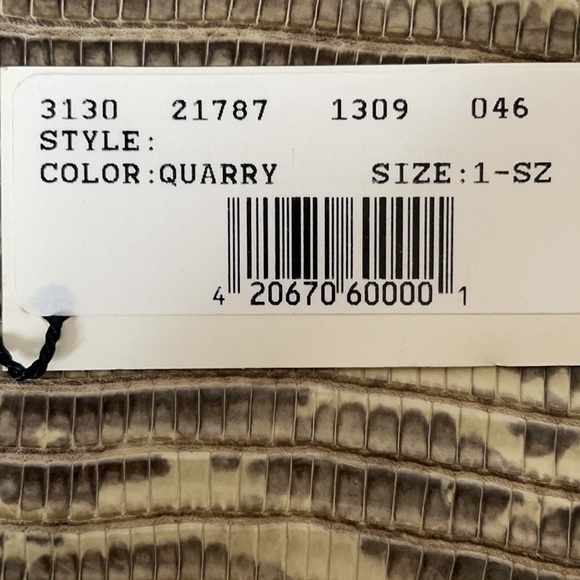 3130 21787 1309 046
STYLE:
COLOR:QUARRY SIZE:1-SZ
4 20670 60000 1